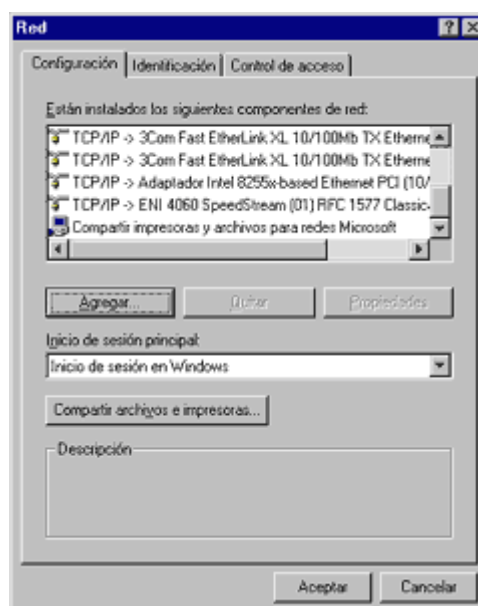 Red
Configuración Identificación Control de acceso
Están instalados los siguientes componentes de red:
TCP/IP -> 3Com Fast EtherLink XL 10/100Mb TX Etherne
TCP/IP -> 3Com Fast EtherLink XL 10/100Mb TX Etherne
TCP/IP -> Adaptador Intel 8255x-based Ethernet PCI (10/
TCP/IP -> ENI 4060 SpeedStream (01) RFC 1577 Classic-
Compartir impresoras y archivos para redes Microsoft
Agregar... Quitar Propiedades
Inicio de sesión principal:
Inicio de sesión en Windows
Compartir archivos e impresoras...
Descripción
Aceptar Cancelar